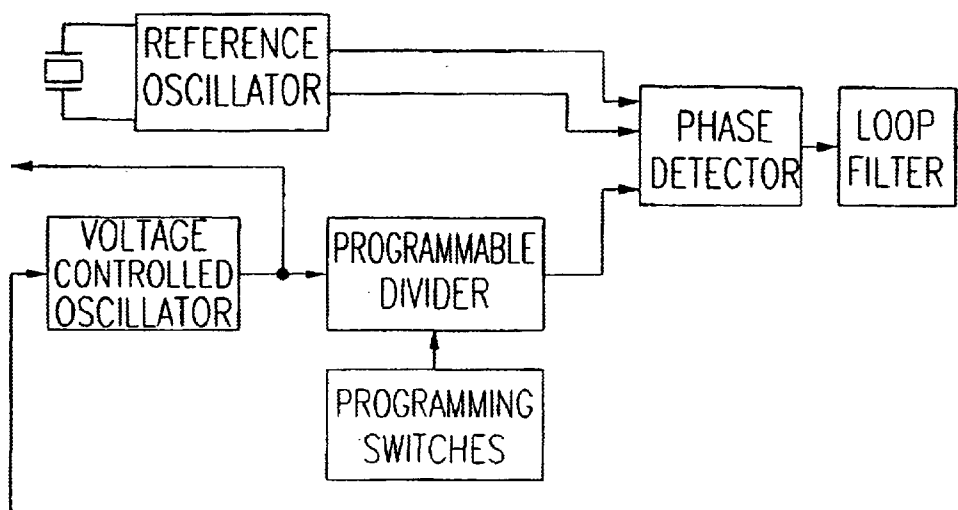 REFERENCE
OSCILLATOR
PHASE
DETECTOR
LOOP
FILTER
VOLTAGE
CONTROLLED
OSCILLATOR
PROGRAMMABLE
DIVIDER
PROGRAMMING
SWITCHES